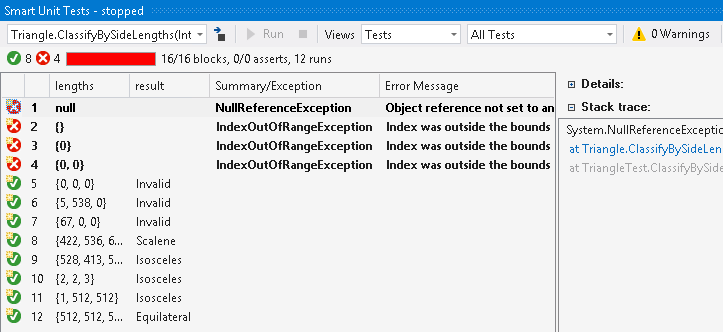 Smart Unit Tests - stopped
Triangle.ClassifyBySideLengths(Int Run Views Tests All Tests 0 Warnings
8 4 16/16 blocks, 0/0 asserts, 12 runs
lengths result Summary/Exception Error Message
1 null NullReferenceException Object reference not set to an
2 {} IndexOutOfRangeException Index was outside the bounds
3 {0} IndexOutOfRangeException Index was outside the bounds
4 {0, 0} IndexOutOfRangeException Index was outside the bounds
5 {0, 0, 0} Invalid
6 {5, 538, 0} Invalid
7 {67, 0, 0} Invalid
8 {422, 536, 6... Scalene
9 {528, 413, 5... Isosceles
10 {2, 2, 3} Isosceles
11 {1, 512, 512} Isosceles
12 {512, 512, 5... Equilateral
Details:
Stack trace:
System.NullReferenceExceptio
at Triangle.ClassifyBySideLen
at TriangleTest.ClassifyBySide